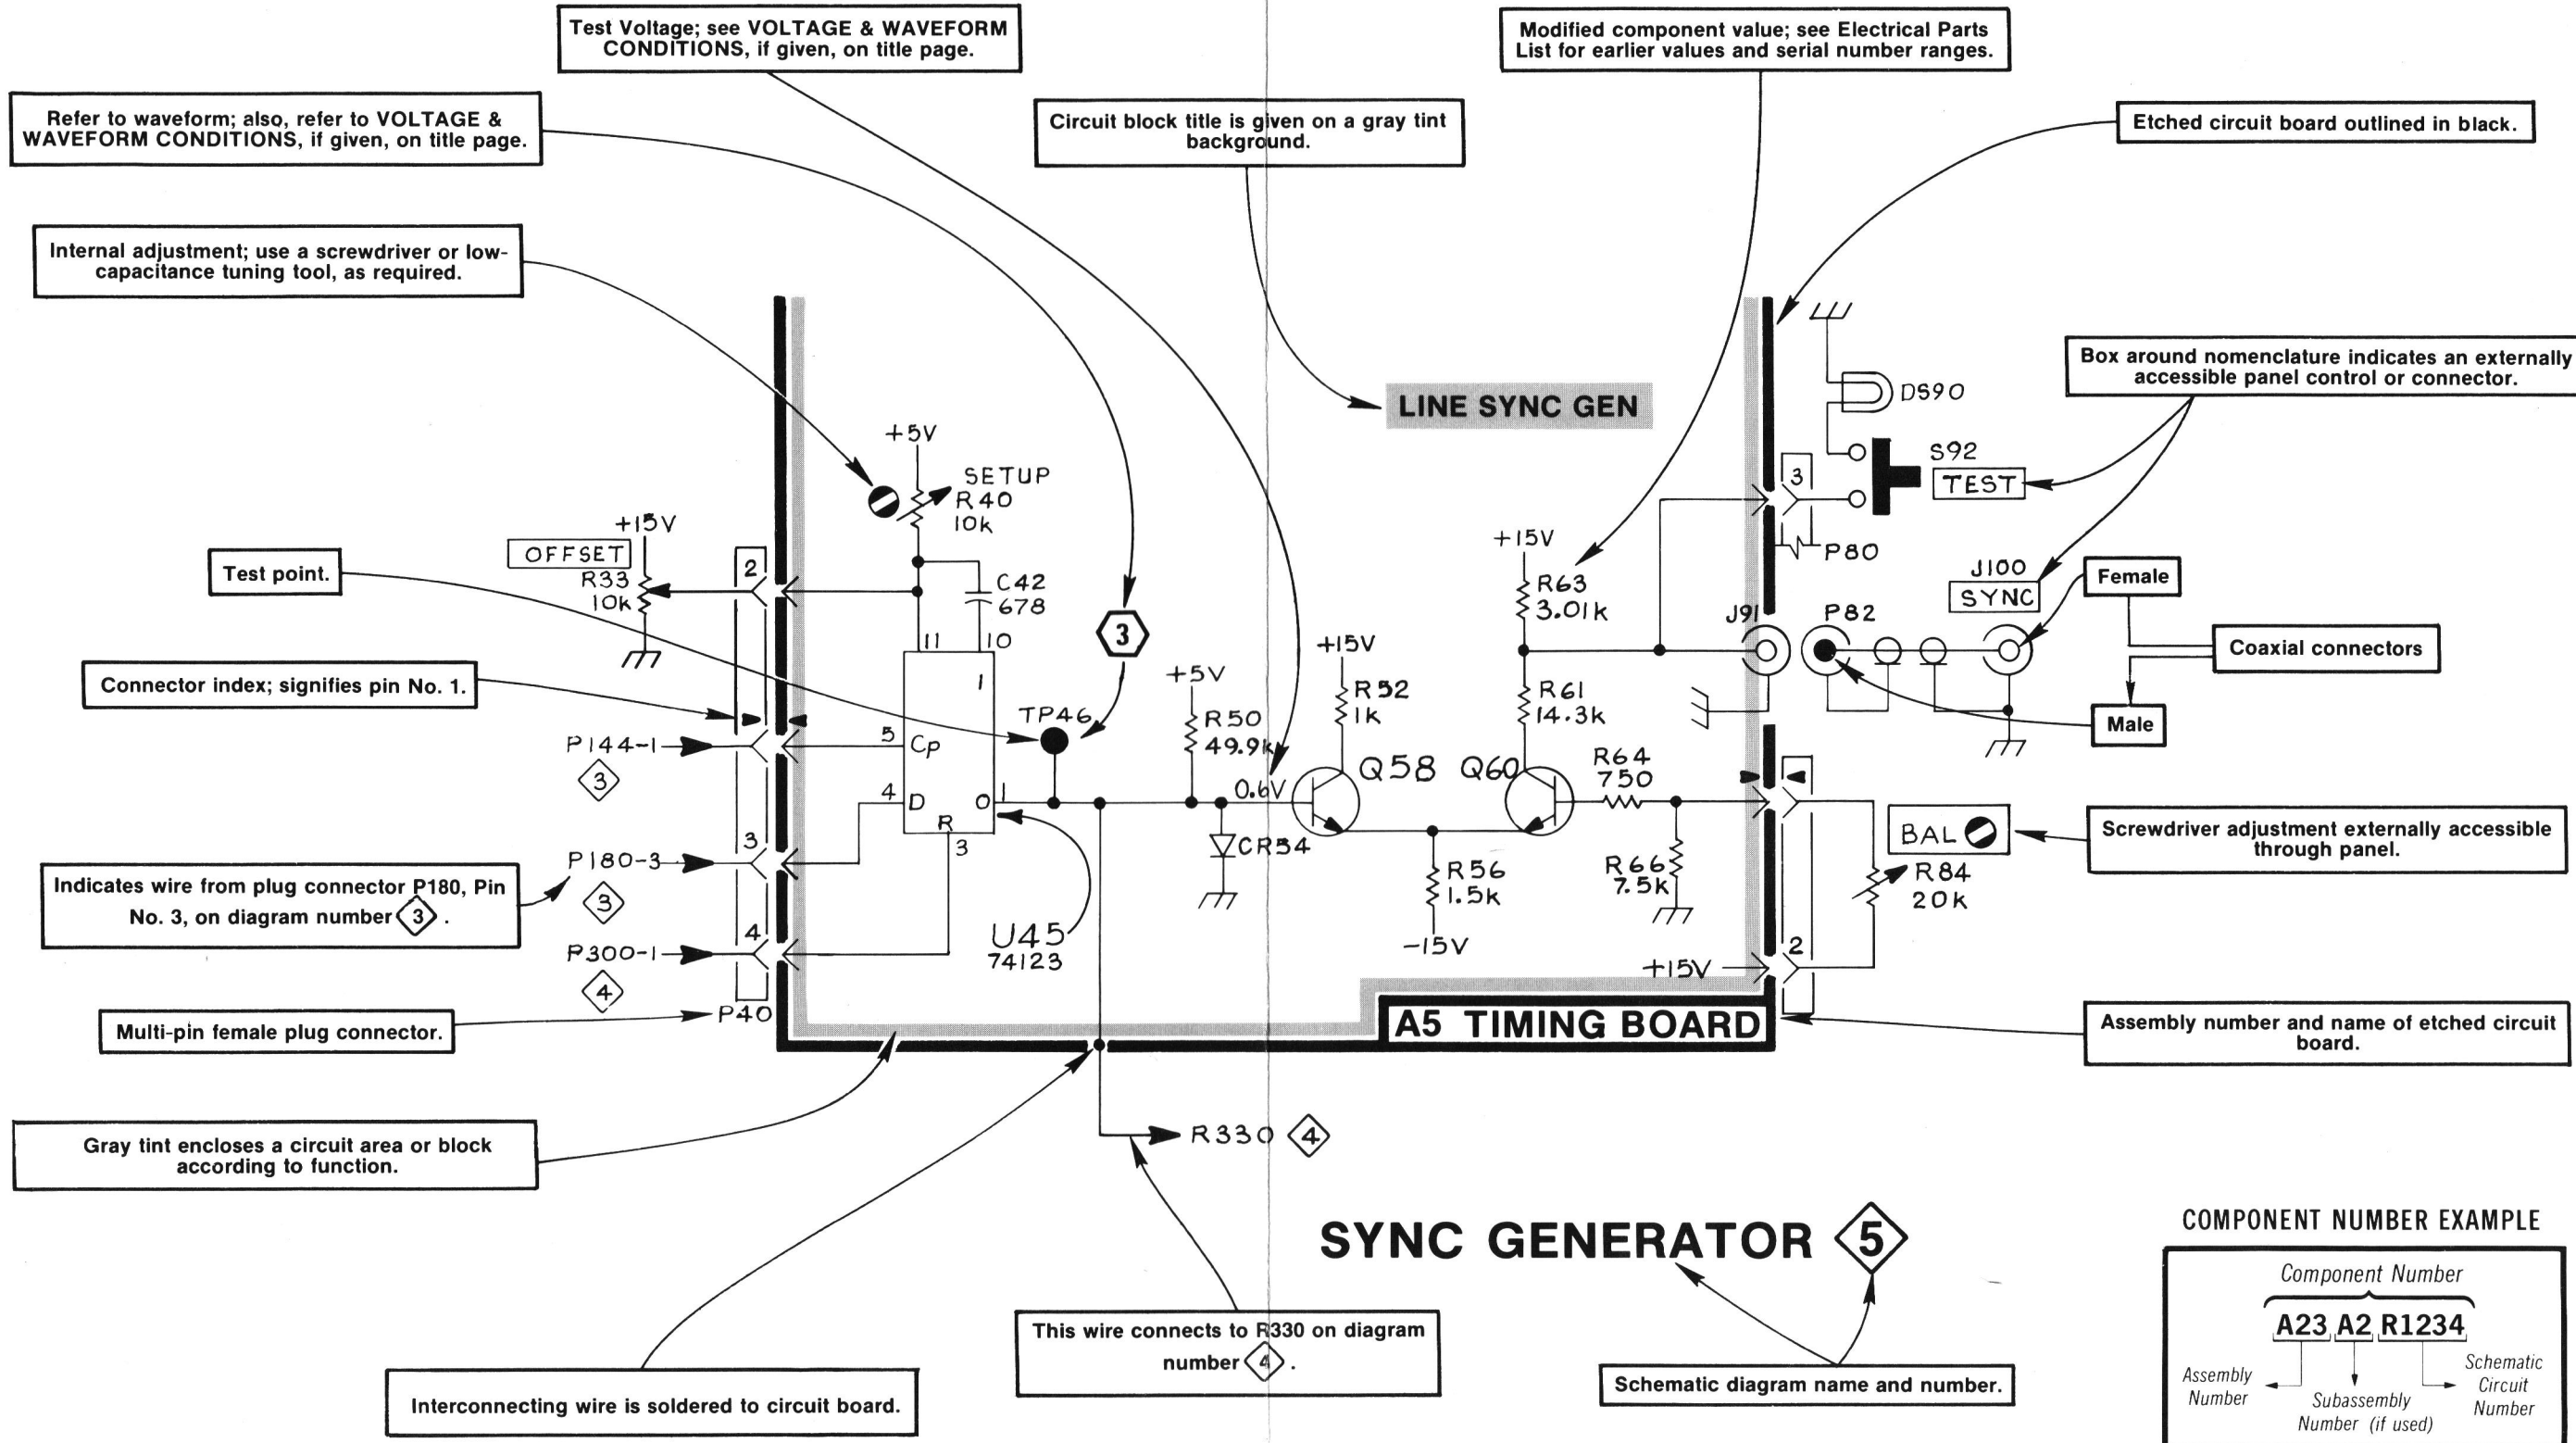 Test Voltage; see VOLTAGE & WAVEFORM
CONDITIONS, if given, on title page.
Modified component value; see Electrical Parts
List for earlier values and serial number ranges.
Refer to waveform; also, refer to VOLTAGE &
WAVEFORM CONDITIONS, if given, on title page.
Circuit block title is given on a gray tint
background.
Etched circuit board outlined in black.
Internal adjustment; use a screwdriver or low-
capacitance tuning tool, as required.
Box around nomenclature indicates an externally
accessible panel control or connector.
LINE SYNC GEN
DS90
S92
TEST
3
P80
+5V
SETUP
R40
10k
+15V
OFFSET
R33
10k
2
Test point.
C42
678
11
10
3
+15V
R63
3.01k
J100
SYNC
Female
J91
P82
Coaxial connectors
Male
Connector index; signifies pin No. 1.
1
TP46
+5V
R50
49.9k
+15V
R52
1k
R61
14.3k
P144-1
3
5
Cp
Q58
Q60
R64
750
4
D
O
1
0.6V
R
3
CR54
BAL
Screwdriver adjustment externally accessible
through panel.
P180-3
3
3
Indicates wire from plug connector P180, Pin
No. 3, on diagram number 3 .
R56
1.5k
-15V
R66
7.5k
R84
20k
U45
74123
P300-1
4
4
+15V
2
P40
Multi-pin female plug connector.
A5 TIMING BOARD
Assembly number and name of etched circuit
board.
Gray tint encloses a circuit area or block
according to function.
R330 4
SYNC GENERATOR 5
This wire connects to R330 on diagram
number 4 .
Interconnecting wire is soldered to circuit board.
Schematic diagram name and number.
COMPONENT NUMBER EXAMPLE
Component Number
A23 A2 R1234
Assembly
Number
Subassembly
Number (if used)
Schematic
Circuit
Number